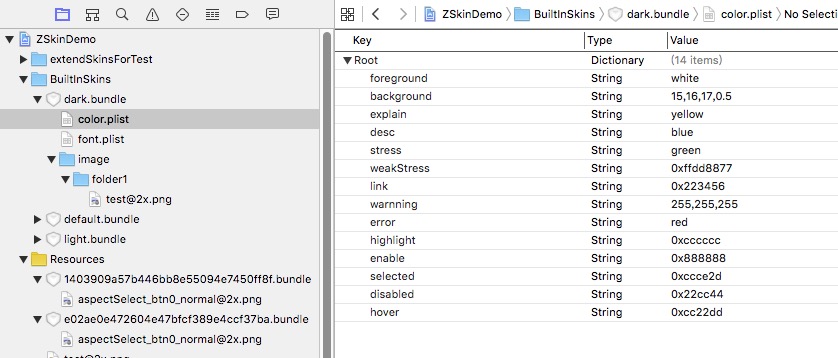 ZSkinDemo
extendSkinsForTest
BuiltInSkins
dark.bundle
color.plist
font.plist
image
folder1
test@2x.png
default.bundle
light.bundle
Resources
1403909a57b446bb8e55094e7450ff8f.bundle
aspectSelect_btn0_normal@2x.png
e02ae0e472604e47bfcf389e4ccf37ba.bundle
aspectSelect_btn0_normal@2x.png
test@2x.png
ZSkinDemo BuiltInSkins dark.bundle color.plist No Selecti
Key Type Value
Root Dictionary (14 items)
foreground String white
background String 15,16,17,0.5
explain String yellow
desc String blue
stress String green
weakStress String 0xffdd8877
link String 0x223456
warnning String 255,255,255
error String red
highlight String 0xcccccc
enable String 0x888888
selected String 0xccce2d
disabled String 0x22cc44
hover String 0xcc22dd